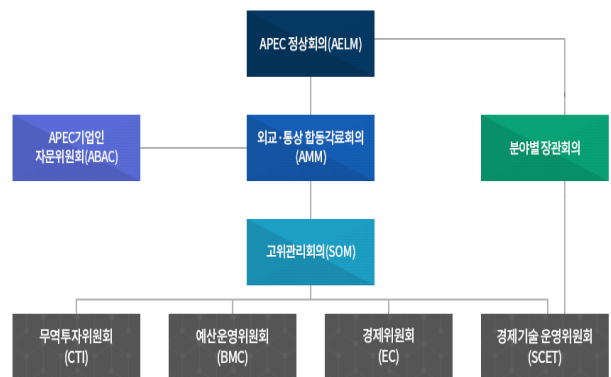 APEC 정상회의(AELM)
APEC기업인
자문위원회(ABAC)
외교·통상 합동각료회의
(AMM)
분야별 장관회의
고위관리회의(SOM)
무역투자위원회
(CTI)
예산운영위원회
(BMC)
경제위원회
(EC)
경제기술 운영위원회
(SCET)